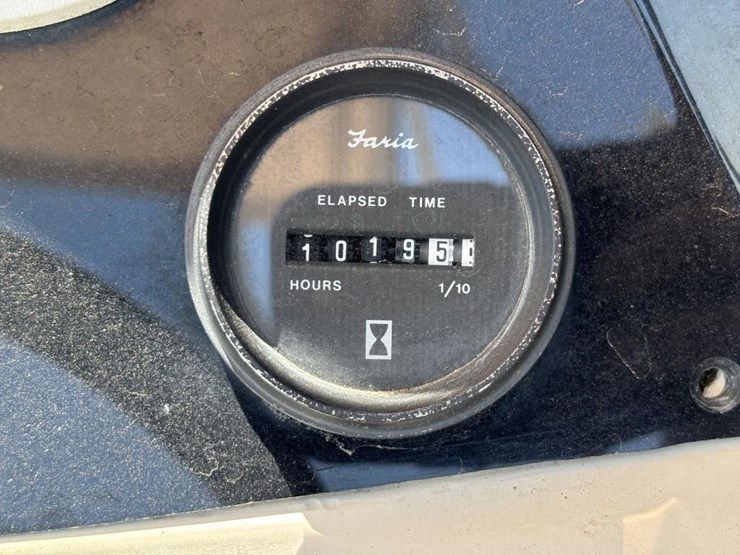 Faria
ELAPSED TIME
10195
HOURS 1/10